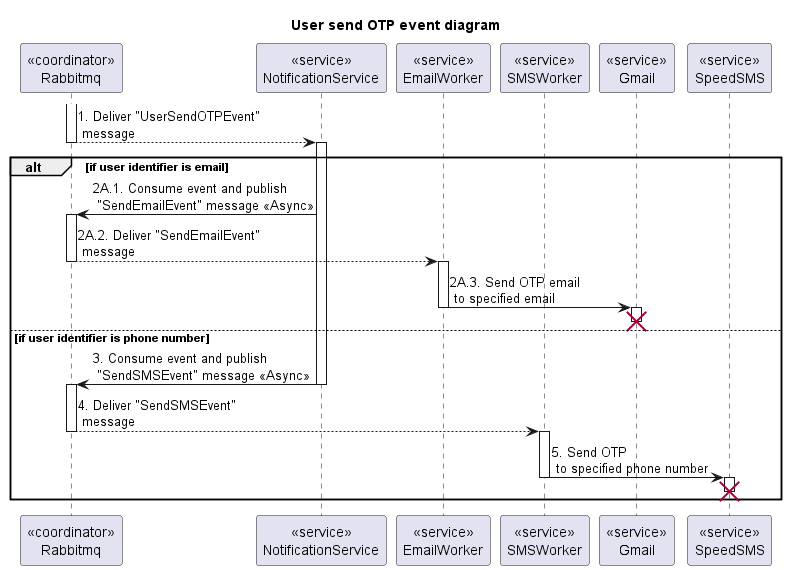 User send OTP event diagram
«coordinator»
Rabbitmq
«service»
NotificationService
«service»
EmailWorker
«service»
SMSWorker
«service»
Gmail
«service»
SpeedSMS
1. Deliver "UserSendOTPEvent"
message
alt
[if user identifier is email]
2A.1. Consume event and publish
"SendEmailEvent" message «Async»
2A.2. Deliver "SendEmailEvent"
message
2A.3. Send OTP email
to specified email
[if user identifier is phone number]
3. Consume event and publish
"SendSMSEvent" message «Async»
4. Deliver "SendSMSEvent"
message
5. Send OTP
to specified phone number
«coordinator»
Rabbitmq
«service»
NotificationService
«service»
EmailWorker
«service»
SMSWorker
«service»
Gmail
«service»
SpeedSMS